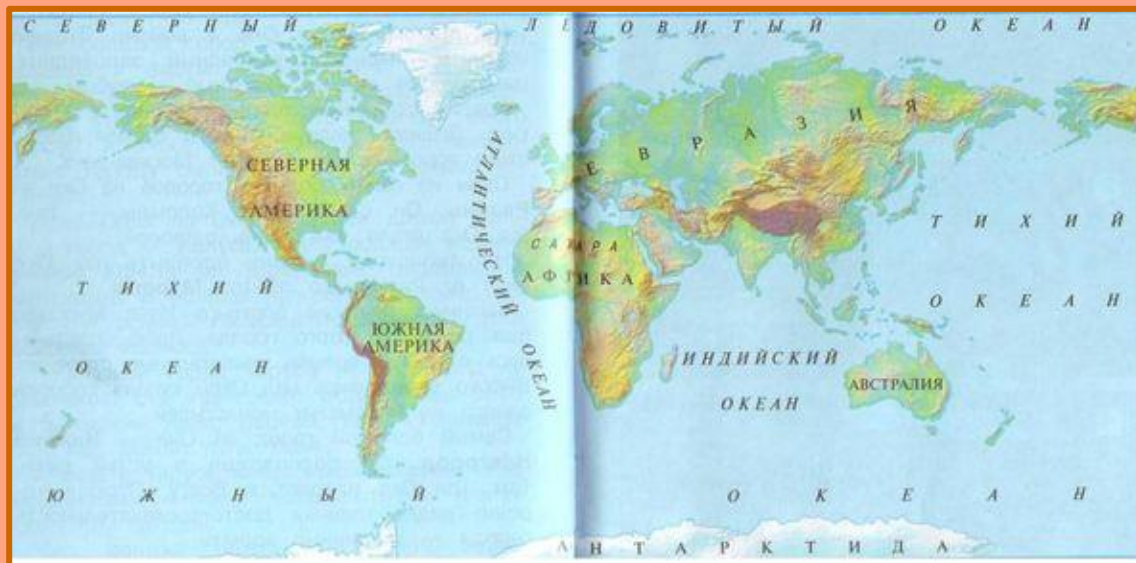 СЕВЕРНЫЙ ЛЕДОВИТЫЙ ОКЕАН
ЕВРАЗИЯ
СЕВЕРНАЯ
АМЕРИКА
АТЛАНТИЧЕСКИЙ
ОКЕАН
САХАРА
АФРИКА
ТИХИЙ
ОКЕАН
ТИХИЙ
ОКЕАН
ЮЖНАЯ
АМЕРИКА
ИНДИЙСКИЙ
ОКЕАН
АВСТРАЛИЯ
ЮЖНЫЙ ОКЕАН
АНТАРКТИДА